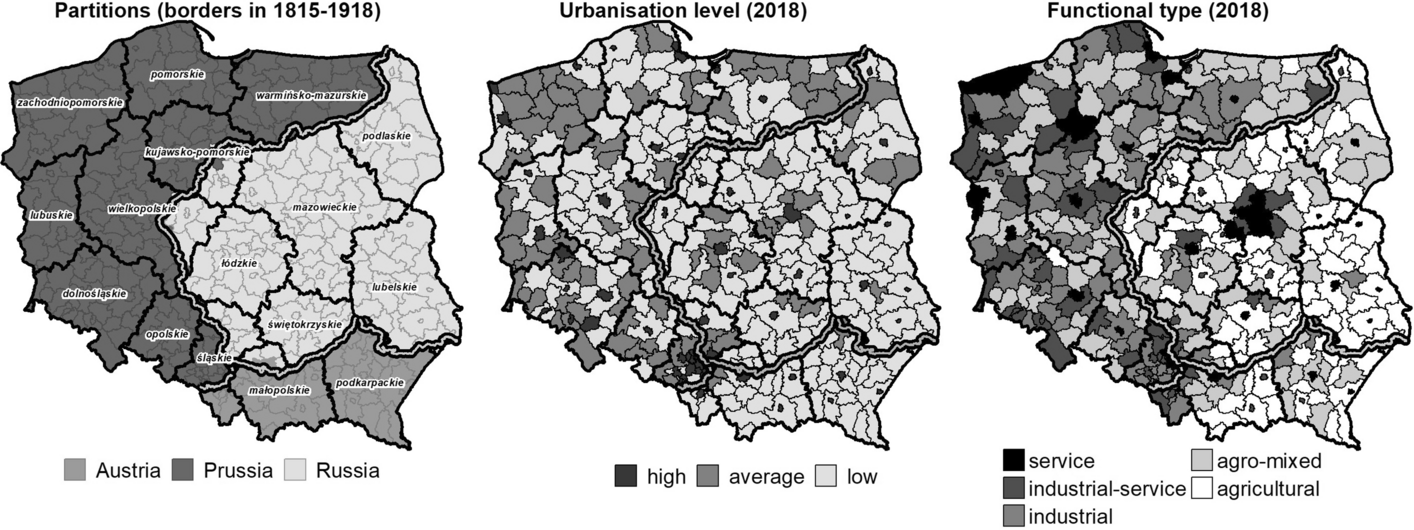 Partitions (borders in 1815-1918)
Urbanisation level (2018)
Functional type (2018)
pomorskie
zachodniopomorskie
warmińsko-mazurskie
podlaskie
kujawsko-pomorskie
lubuskie
wielkopolskie
mazowieckie
łódzkie
dolnośląskie
lubelskie
opolskie
świętokrzyskie
śląskie
małopolskie
podkarpackie
Austria
Prussia
Russia
high
average
low
service
agro-mixed
industrial-service
agricultural
industrial